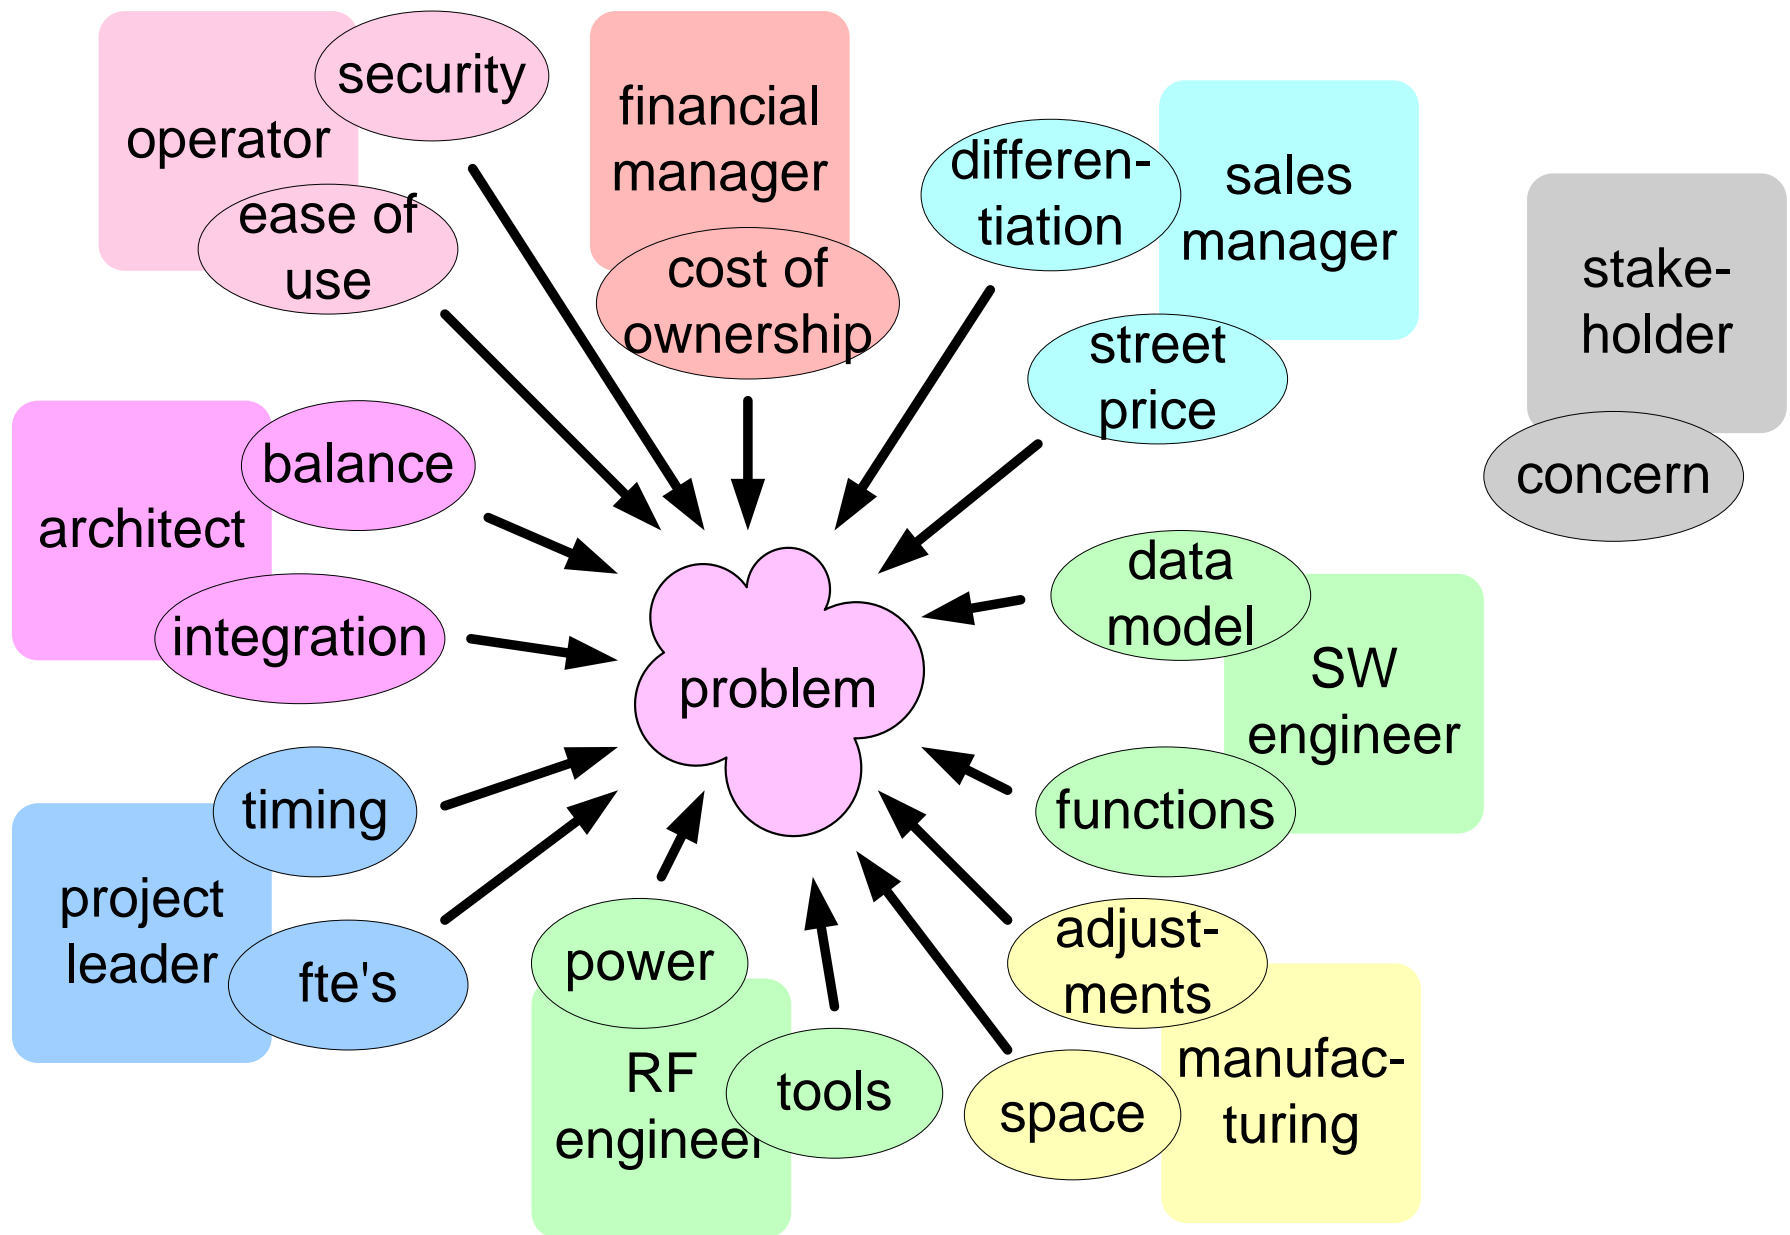 security
operator
ease of
use
financial
manager
cost of
ownership
differen-
tiation
sales
manager
street
price
stake-
holder
concern
balance
architect
integration
problem
data
model
SW
engineer
functions
timing
project
leader
fte's
power
RF
engineer
tools
adjust-
ments
manufac-
turing
space